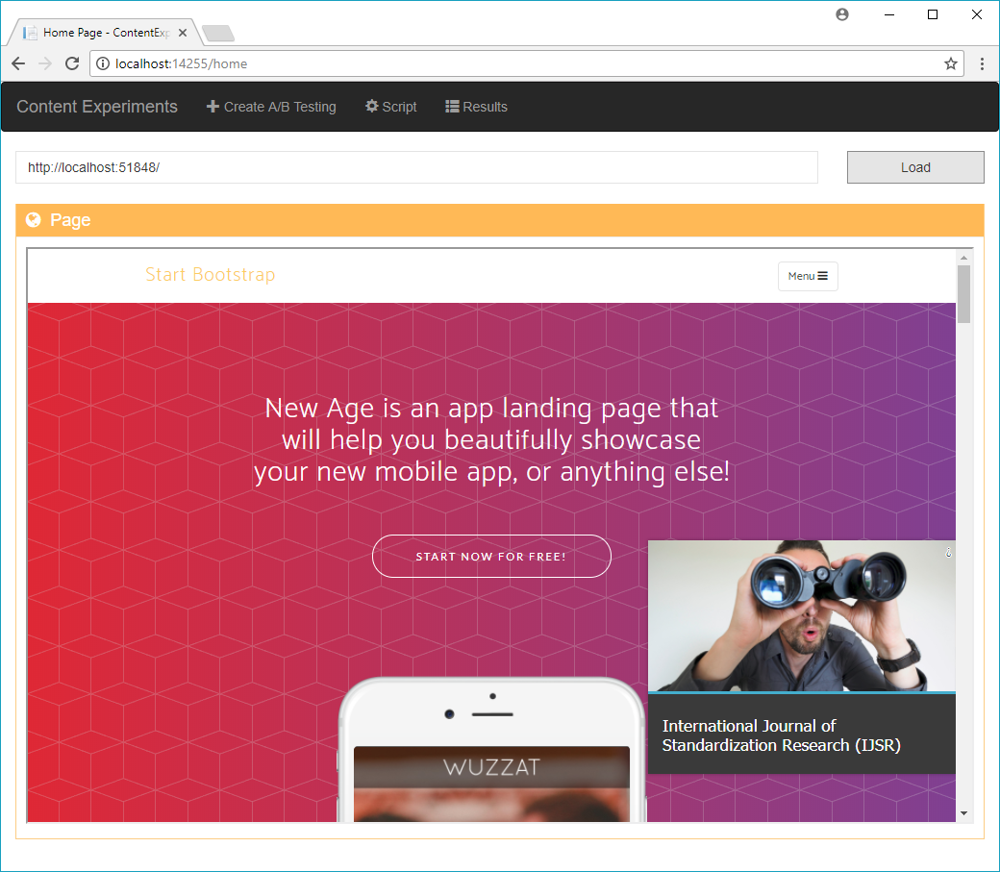 Home Page - ContentExp
localhost:14255/home
Content Experiments
Create A/B Testing
Script
Results
http://localhost:51848/
Load
Page
Start Bootstrap
Menu
New Age is an app landing page that
will help you beautifully showcase
your new mobile app, or anything else!
START NOW FOR FREE!
International Journal of
Standardization Research (IJSR)
WUZZAT